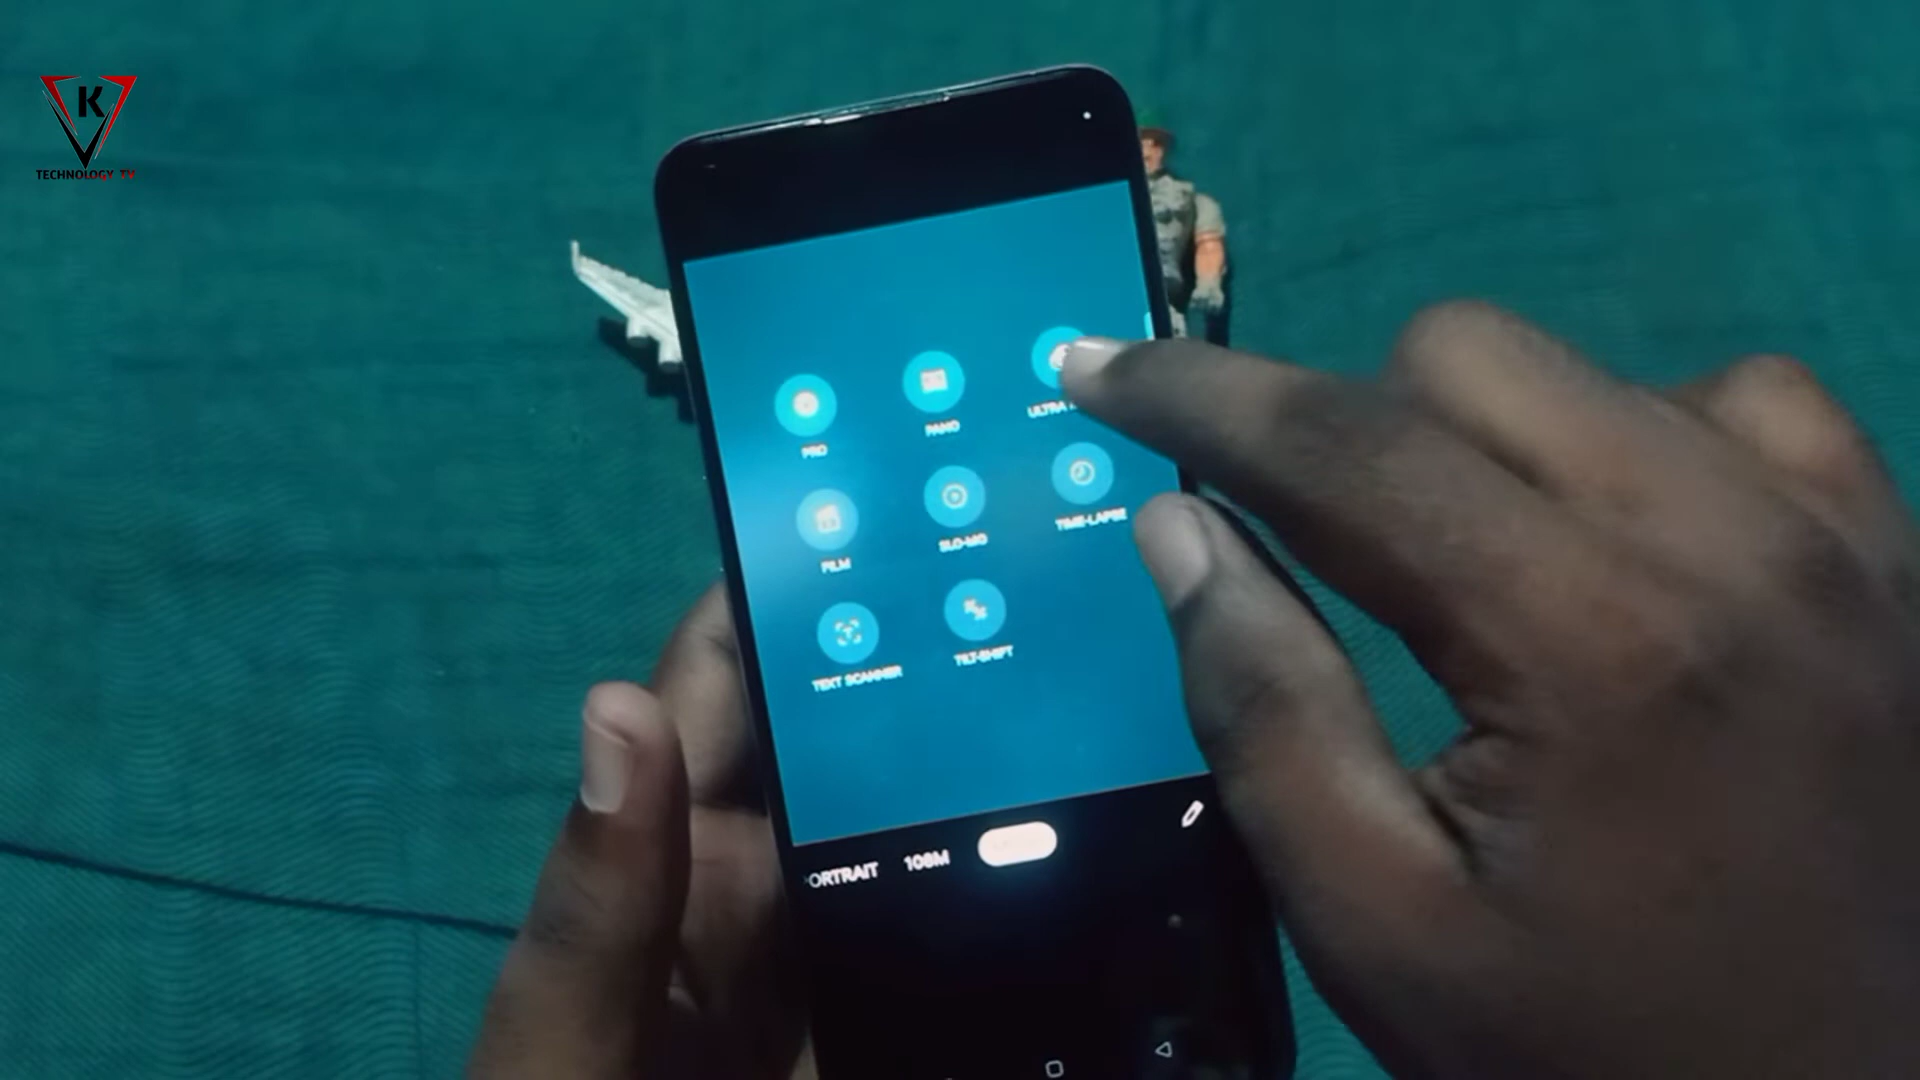 K
TECHNOLOGY TV
PRO
PANO
ULTRA
FILM
SLO-MO
TIME-LAPSE
TEXT SCANNER
TILT-SHIFT
ORTRAIT
108M